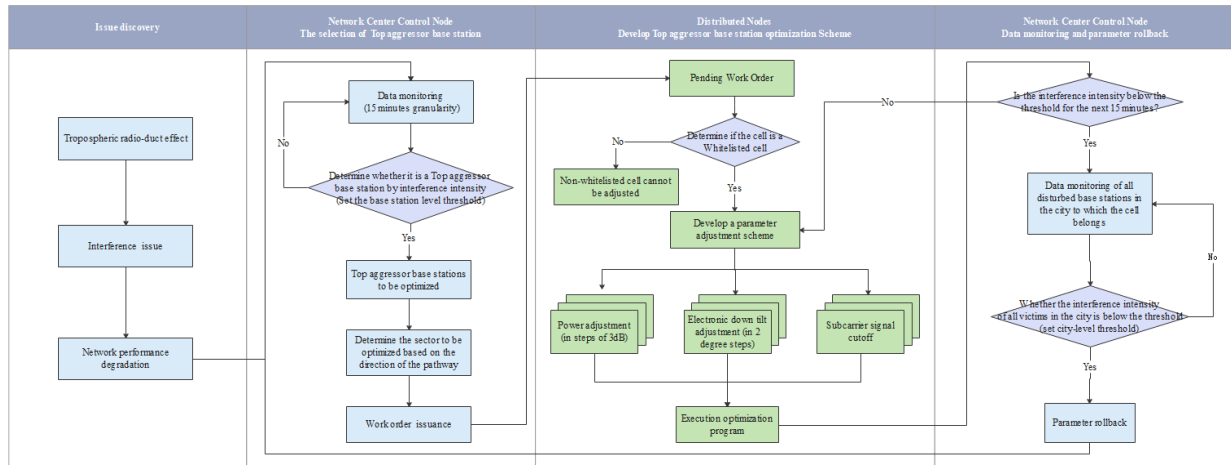 Issue discovery
Network Center Control Node
The selection of Top aggressor base station
Distributed Nodes
Develop Top aggressor base station optimization Scheme
Network Center Control Node
Data monitoring and parameter rollback
Tropospheric radio-duct effect
Interference issue
Network performance
degradation
Data monitoring
(15 minutes granularity)
No
Determine whether it is a Top aggressor
base station by interference intensity
(Set the base station level threshold)
Yes
Top aggressor base stations
to be optimized
Determine the sector to be
optimized based on the
direction of the pathway
Work order issuance
Pending Work Order
Determine if the cell is a
Whitelisted cell
No
Non-whitelisted cell cannot
be adjusted
Yes
Develop a parameter
adjustment scheme
Power adjustment
(in steps of 3dB)
Electronic down tilt
adjustment (in 2
degree steps)
Subcarrier signal
cutoff
Execution optimization
program
No
Is the interference intensity below the
threshold for the next 15 minutes?
Yes
Data monitoring of all
disturbed base stations in
the city to which the cell
belongs
No
Whether the interference intensity
of all victims in the city is below the threshold
(set city-level threshold)
Yes
Parameter rollback